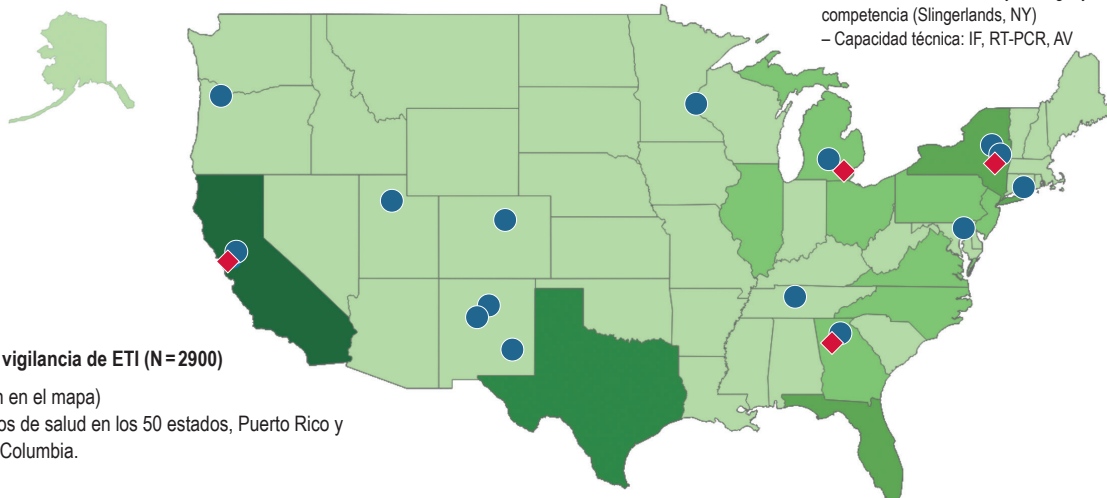 competencia (Slingerlands, NY)
– Capacidad técnica: IF, RT-PCR, AV
vigilancia de ETI (N = 2900)
en el mapa)
os de salud en los 50 estados, Puerto Rico y
Columbia.